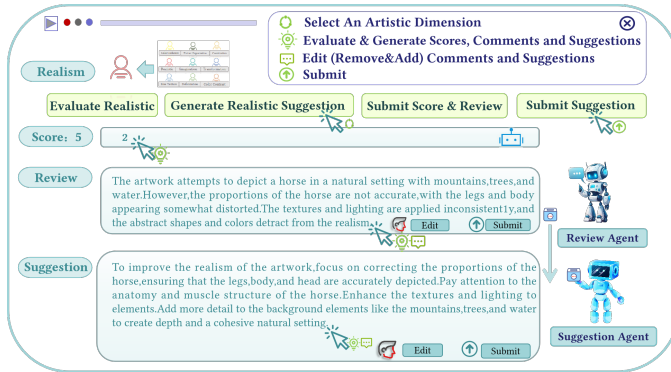 Select An Artistic Dimension
Evaluate & Generate Scores, Comments and Suggestions
Edit (Remove&Add) Comments and Suggestions
Submit
Realism
Evaluate Realistic
Generate Realistic Suggestion
Submit Score & Review
Submit Suggestion
Score: 5
2
Review
The artwork attempts to depict a horse in a natural setting with mountains,trees,and
water.However,the proportions of the horse are not accurate,with the legs and body
appearing somewhat distorted.The textures and lighting are applied inconsistent1y,and
the abstract shapes and colors detract from the realism.
Edit
Submit
Review Agent
Suggestion
To improve the realism of the artwork,focus on correcting the proportions of the
horse,ensuring that the legs,body,and head are accurately depicted.Pay attention to the
anatomy and muscle structure of the horse.Enhance the textures and lighting to
elements.Add more detail to the background elements like the mountains,trees,and water
to create depth and a cohesive natural setting.
Edit
Submit
Suggestion Agent